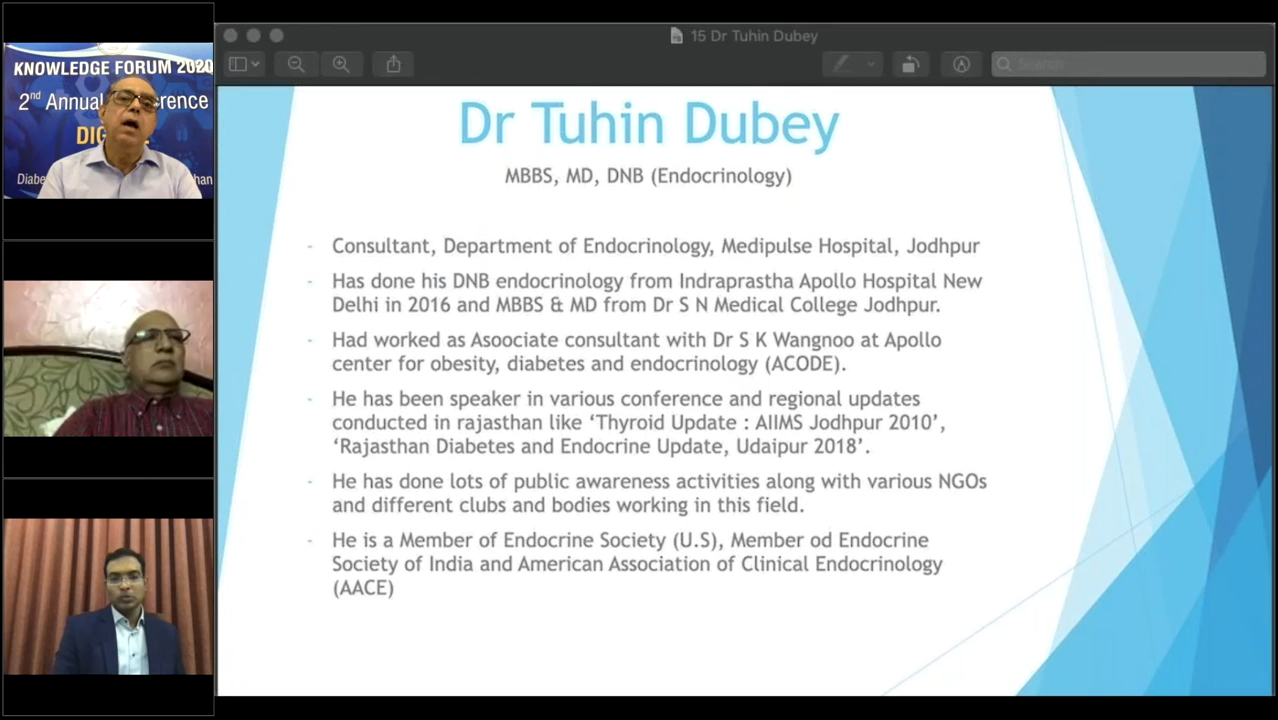 KNOWLEDGE FORUM 2020
2nd Annual
DIG
Diabe
15 Dr Tuhin Dubey
Search
Dr Tuhin Dubey
MBBS, MD, DNB (Endocrinology)
- Consultant, Department of Endocrinology, Medipulse Hospital, Jodhpur
- Has done his DNB endocrinology from Indraprastha Apollo Hospital New
Delhi in 2016 and MBBS & MD from Dr S N Medical College Jodhpur.
- Had worked as Asoociate consultant with Dr S K Wangnoo at Apollo
center for obesity, diabetes and endocrinology (ACODE).
- He has been speaker in various conference and regional updates
conducted in rajasthan like ‘Thyroid Update : AIIMS Jodhpur 2010’,
‘Rajasthan Diabetes and Endocrine Update, Udaipur 2018’.
- He has done lots of public awareness activities along with various NGOs
and different clubs and bodies working in this field.
- He is a Member of Endocrine Society (U.S), Member od Endocrine
Society of India and American Association of Clinical Endocrinology
(AACE)